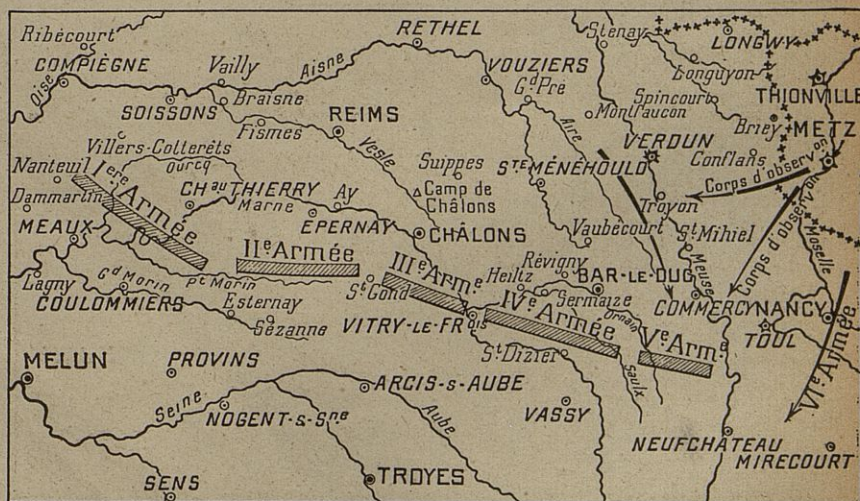 Ribécourt
RETHEL
Stenay
LONGWY
COMPIÈGNE
Vailly
Aisne
VOUZIERS
Longuyon
Oise
SOISSONS
Braisne
Gd Pré
Spincourt
THIONVILLE
REIMS
Montfaucon
Fismes
Aire
Briey
METZ
Villers-Cotterêts
Vesle
VERDUN
Ourcq
Suippes
Ste MÉNÉHOULD
Conflans
Nanteuil
Ière Armée
CHau THIERRY
Ay
Camp de
Châlons
Corps d'observon
Dammartin
Marne
Troyon
MEAUX
EPERNAY
CHÂLONS
Vaubécourt
St Mihiel
Corps d'Observon
IIe Armée
IIIe Armé
Révigny
Meuse
Moselle
Lagny
Gd Morin
Pt Morin
St Gond
Heiltz
BAR-LE-DUC
COULOMMIERS
Esternay
IVe Armée
Sermaize
Ornain
COMMERCY
NANCY
Sézanne
VITRY-LE-Frois
Ve Armé
TOUL
VIe Armée
MELUN
PROVINS
St Dizier
Saulx
ARCIS-S-AUBE
Seine
NOGENT-S-Sne
Aube
VASSY
NEUFCHÂTEAU
MIRECOURT
SENS
TROYES